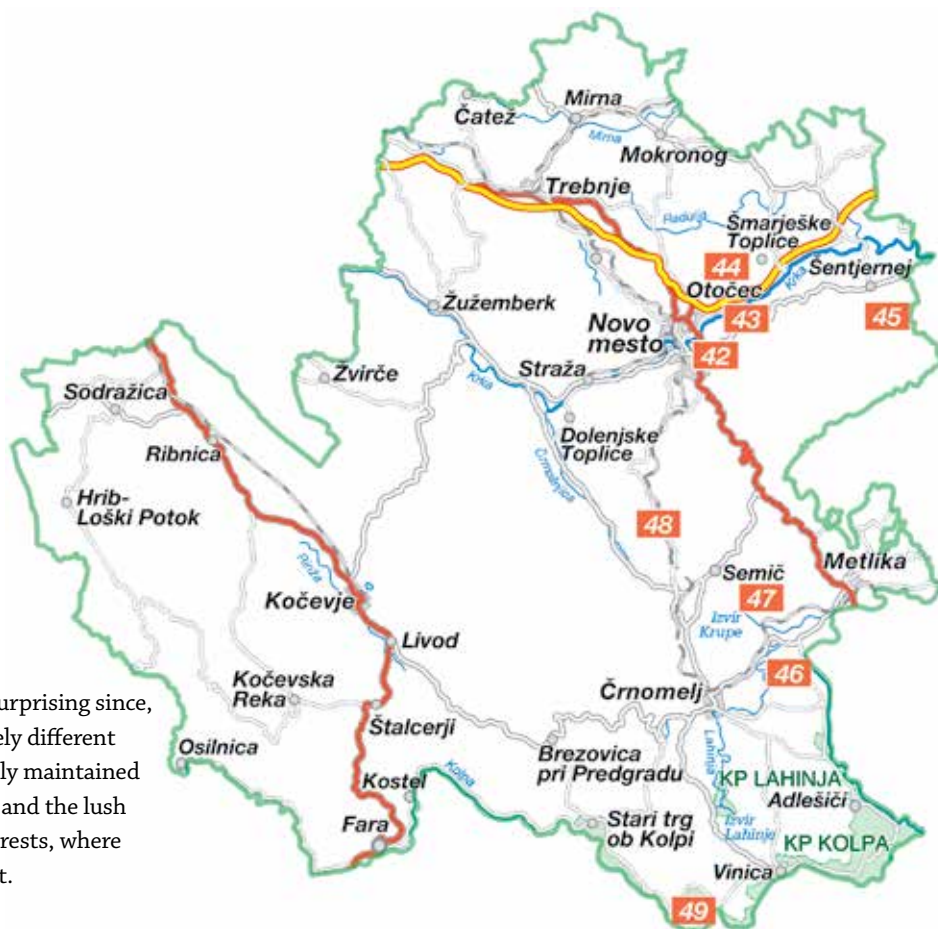 Čatež
Mirna
Mirna
Mokronog
Trebnje
Radulja
Šmarješke
Toplice
44
Krka
Šentjernej
Otočec
43
45
Žužemberk
Novo
mesto
42
Straža
Žvirče
Krka
Sodražica
Ribnica
Dolenjske
Toplice
Črmošnjica
Hrib-
Loški Potok
48
Rinža
Semič
Metlika
47
Kočevje
Izvir
Krupe
Livod
46
Kočevska
Reka
Črnomelj
Štalcerji
Osilnica
Brezovica
pri Predgradu
Lahinja
KP LAHINJA
Kostel
Kolpa
Adlešiči
Fara
Stari trg
ob Kolpi
Izvir
Lahinje
KP KOLPA
Vinica
49
urprising since,
ely different
ly maintained
and the lush
rests, where
t.